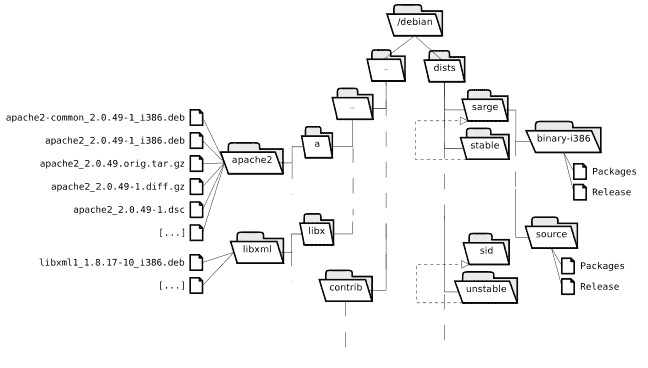 /debian
..
dists
..
sarge
apache2-common_2.0.49-1_i386.deb
apache2_2.0.49-1_i386.deb
a
stable
binary-i386
apache2_2.0.49.orig.tar.gz
apache2
Packages
apache2_2.0.49-1.diff.gz
Release
apache2_2.0.49-1.dsc
[...]
libx
source
libxml
sid
libxml1_1.8.17-10_i386.deb
Packages
[...]
contrib
unstable
Release